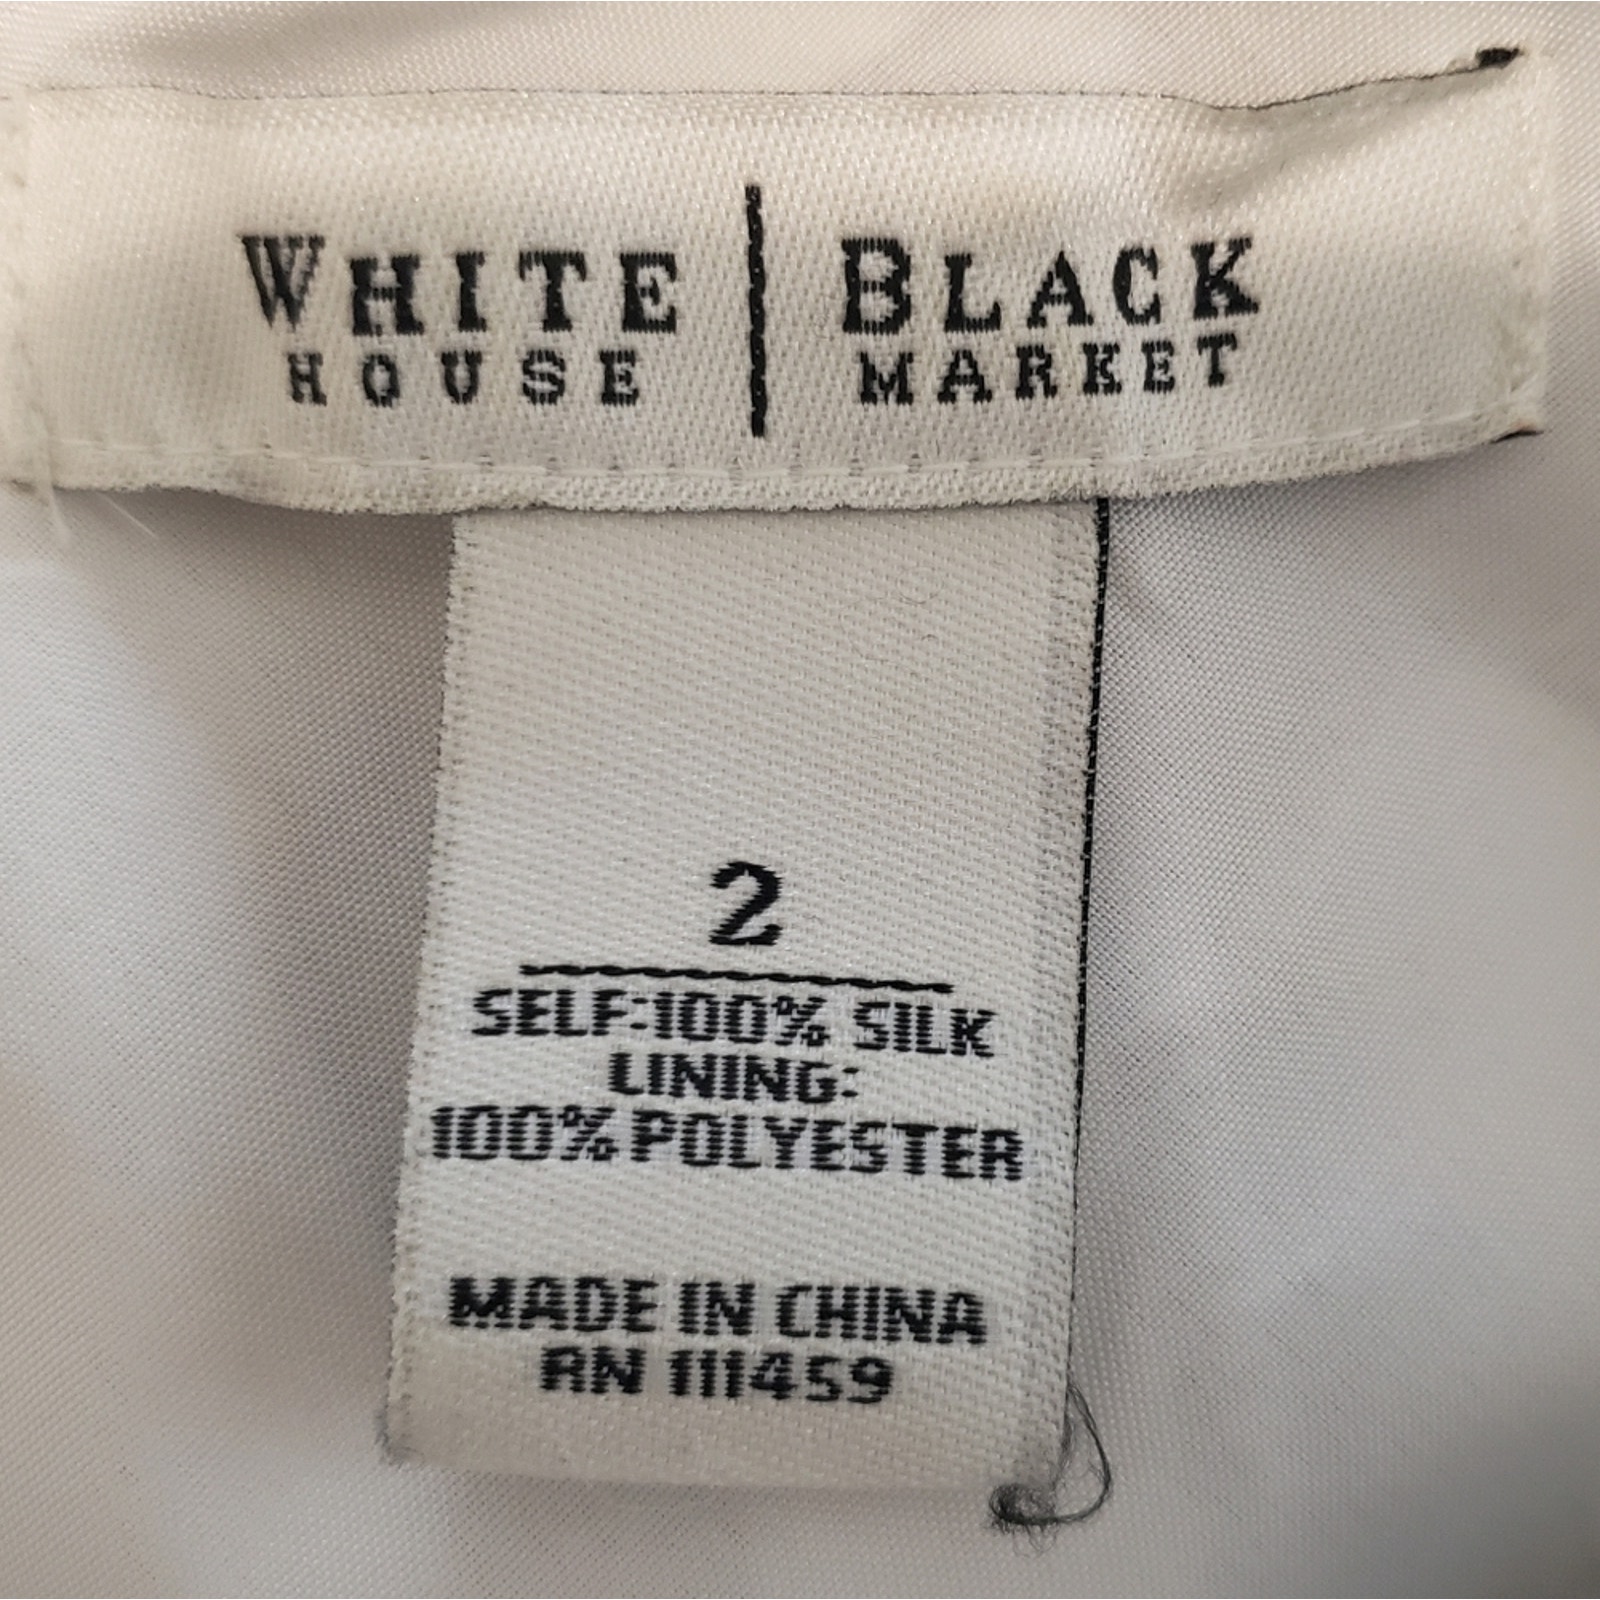 WHITE | BLACK
HOUSE | MARKET
2
SELF:100% SILK
LINING:
100% POLYESTER
MADE IN CHINA
RN 111459